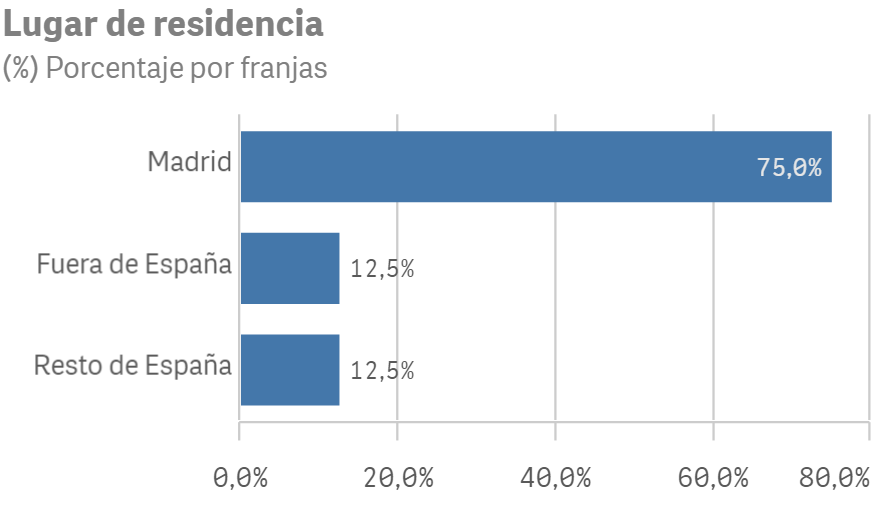 Lugar de residencia
(%) Porcentaje por franjas
Madrid
75,0%
Fuera de España
12,5%
Resto de España
12,5%
0,0% 20,0% 40,0% 60,0% 80,0%